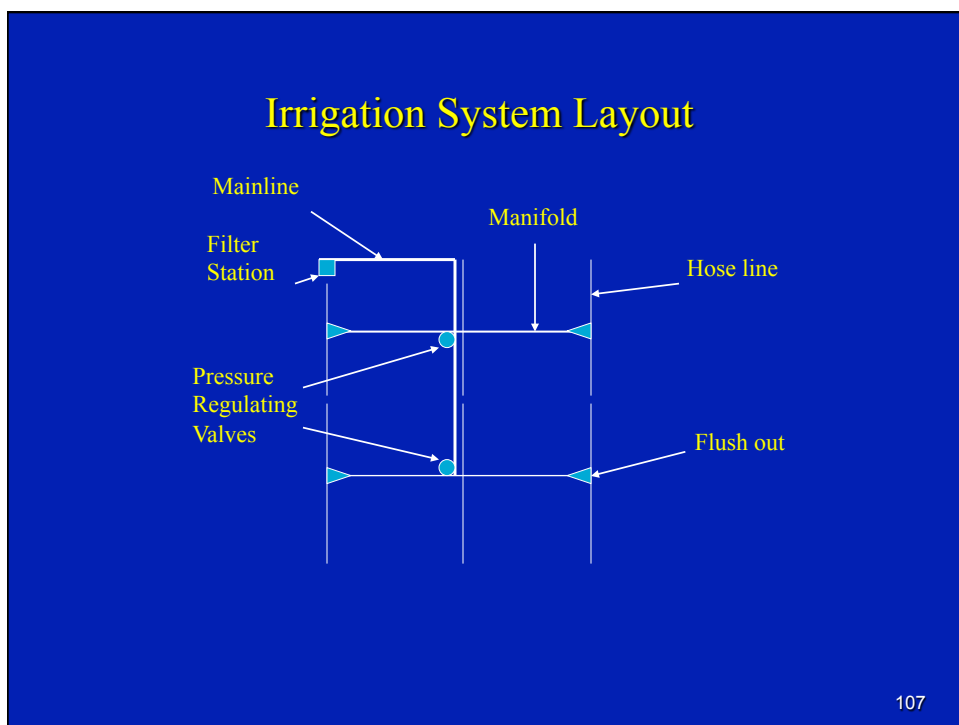 Irrigation System Layout
Mainline
Manifold
Filter
Station
Hose line
Pressure
Regulating
Valves
Flush out
107